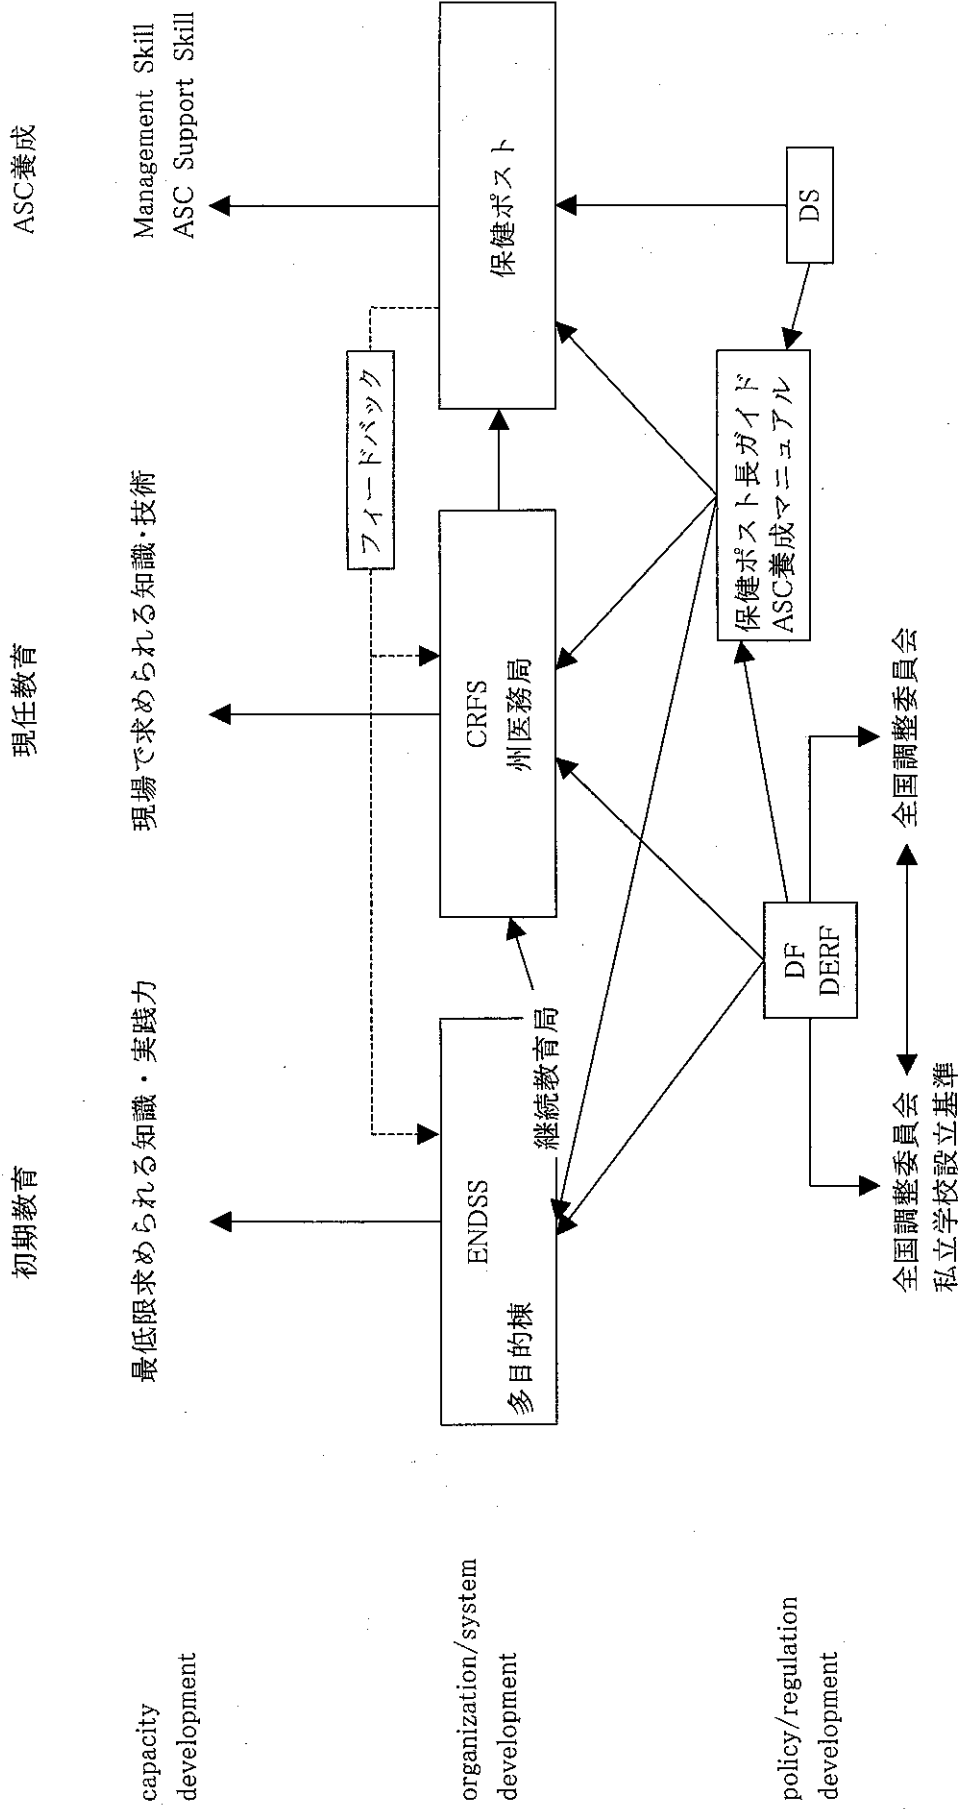 初期教育
現任教育
ASC養成
capacity
development
最低限求められる知識・実践力
現場で求められる知識・技術
Management Skill
ASC Support Skill
フィードバック
organization/system
development
ENDSS
多目的棟
継続教育局
CRFS
州医務局
保健ポスト
policy/regulation
development
DF
DERF
保健ポスト長ガイド
ASC養成マニュアル
DS
全国調整委員会
私立学校設立基準
全国調整委員会